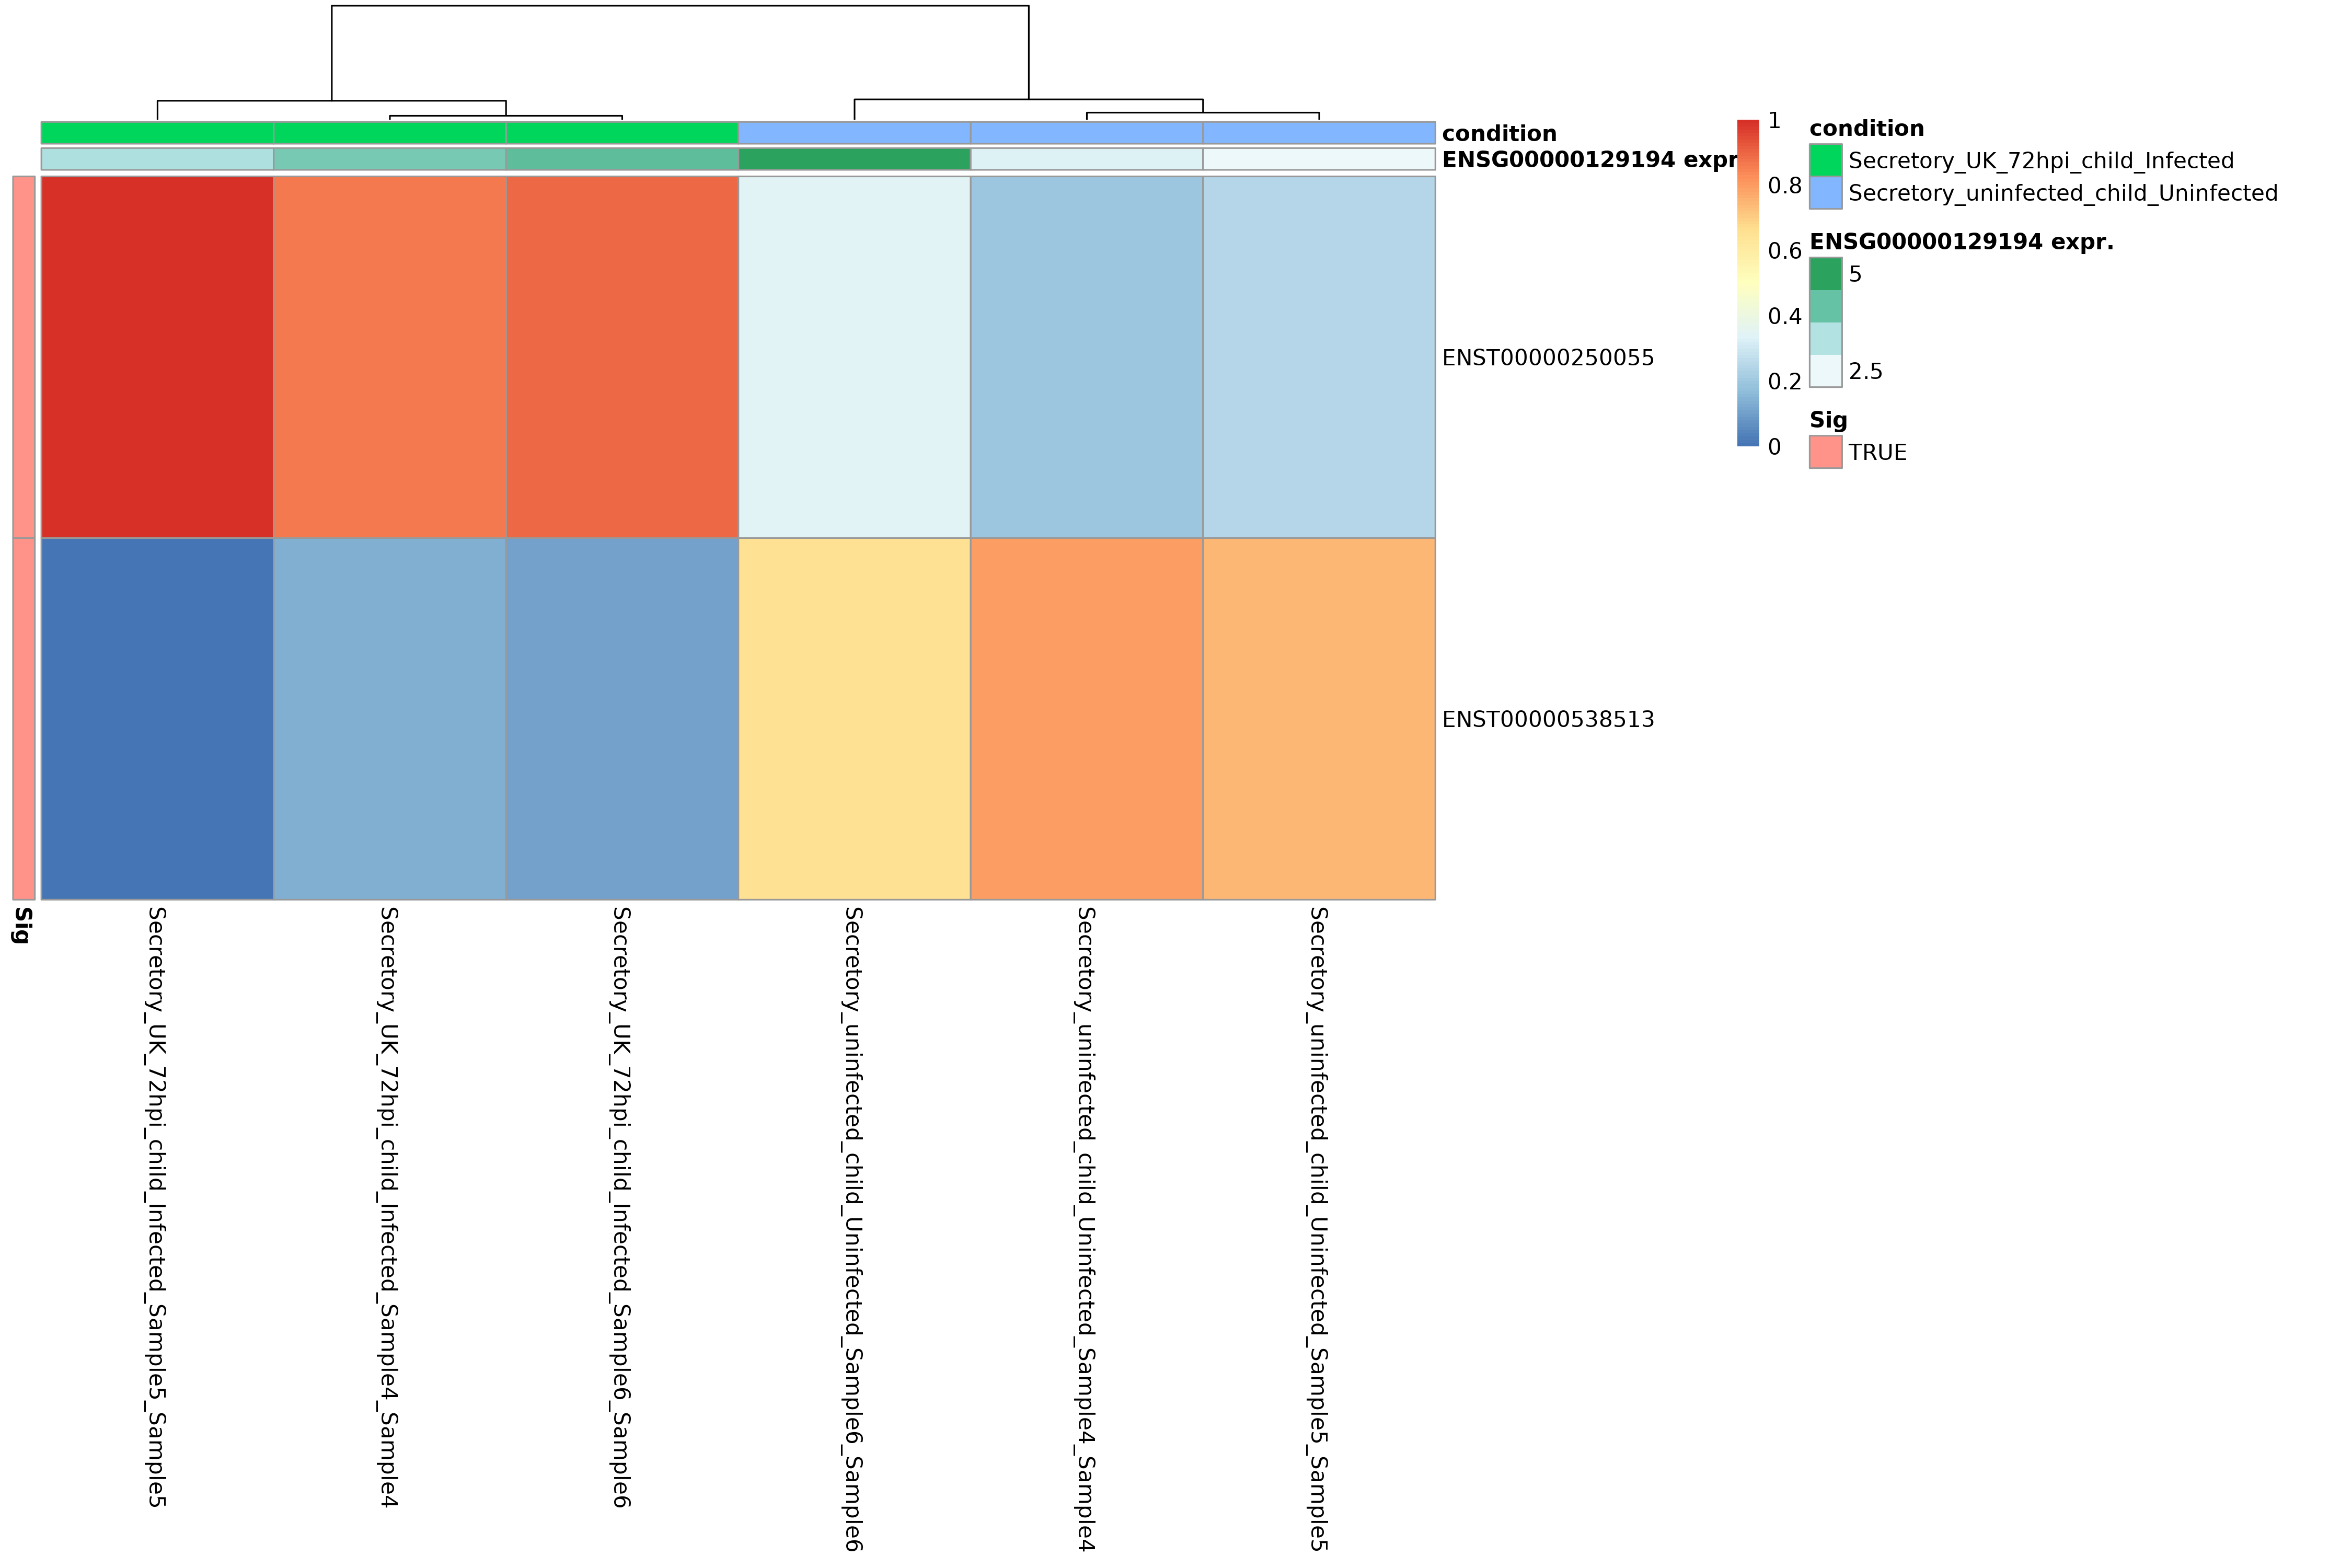 condition
ENSG00000129194 expr
ENST00000250055
ENST00000538513
Sig
Secretory_UK_72hpi_child_Infected_Sample5_Sample5
Secretory_UK_72hpi_child_Infected_Sample4_Sample4
Secretory_UK_72hpi_child_Infected_Sample6_Sample6
Secretory_uninfected_child_Uninfected_Sample6_Sample6
Secretory_uninfected_child_Uninfected_Sample4_Sample4
Secretory_uninfected_child_Uninfected_Sample5_Sample5
1
0.8
0.6
0.4
0.2
0
condition
Secretory_UK_72hpi_child_Infected
Secretory_uninfected_child_Uninfected
ENSG00000129194 expr.
5
2.5
Sig
TRUE